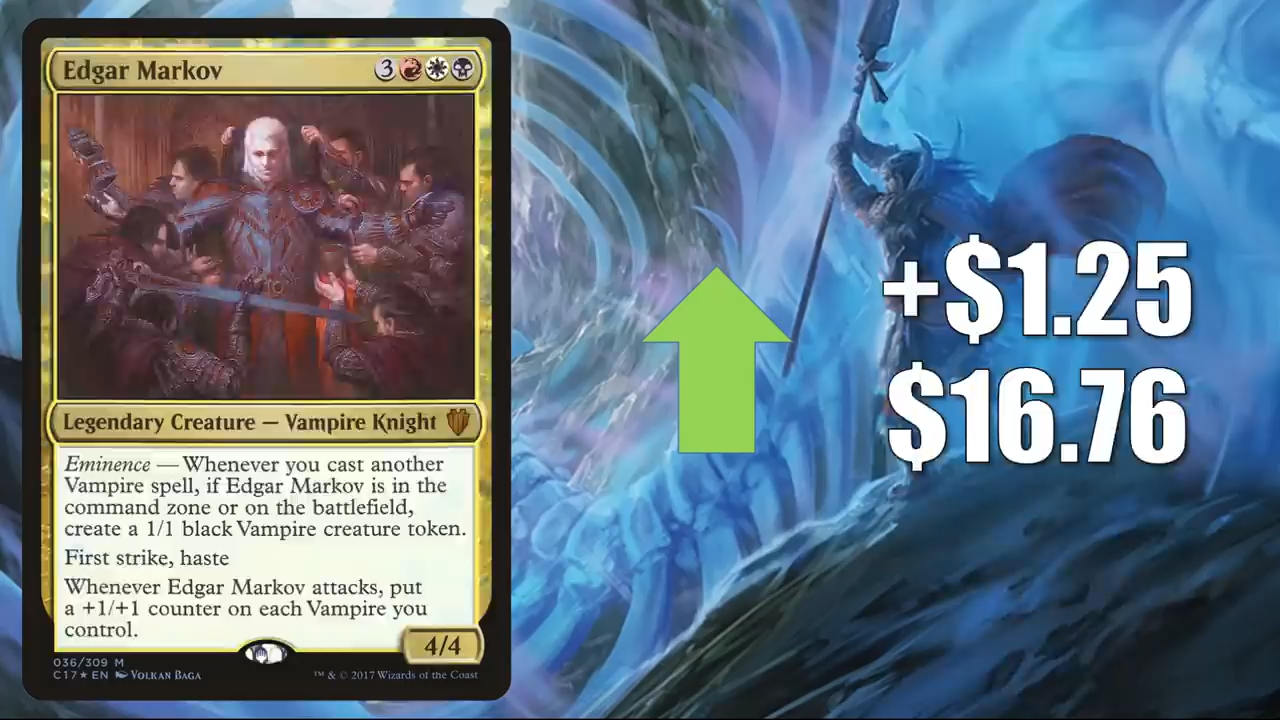 Edgar Markov
3
Legendary Creature — Vampire Knight
Eminence — Whenever you cast another
Vampire spell, if Edgar Markov is in the
command zone or on the battlefield,
create a 1/1 black Vampire creature token.
First strike, haste
Whenever Edgar Markov attacks, put
a +1/+1 counter on each Vampire you
control.
4/4
036/309 M
C17★EN VOLKAN BAGA
™ & © 2017 Wizards of the Coast
+$1.25
$16.76